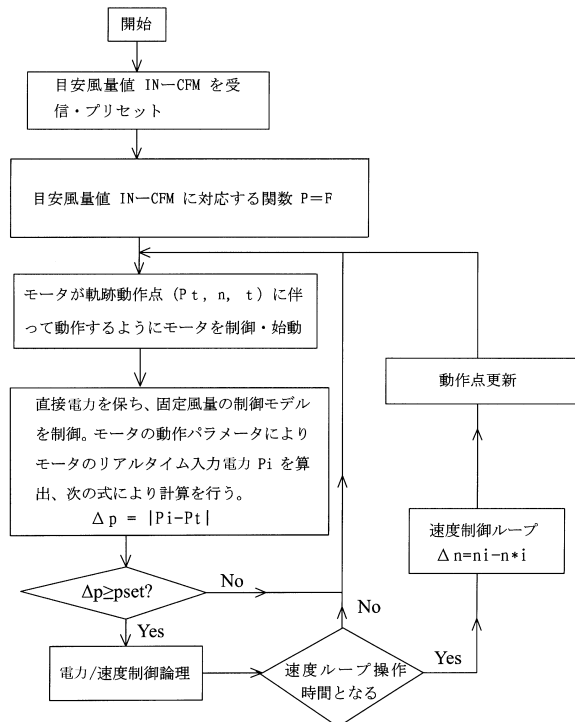 開始
目安風量値 IN－CFM を受
信・プリセット
目安風量値 IN－CFM に対応する関数 P＝F
モータが軌跡動作点 (Pt, n, t) に伴
って動作するようにモータを制御・始動
直接電力を保ち、固定風量の制御モデル
を制御。モータの動作パラメータにより
モータのリアルタイム入力電力 Pi を算
出、次の式により計算を行う。
Δp = |Pi-Pt|
動作点更新
速度制御ループ
Δn=ni-n*i
Δp≥pset?
No
Yes
No
電力/速度制御論理
速度ループ操作
時間となる
Yes